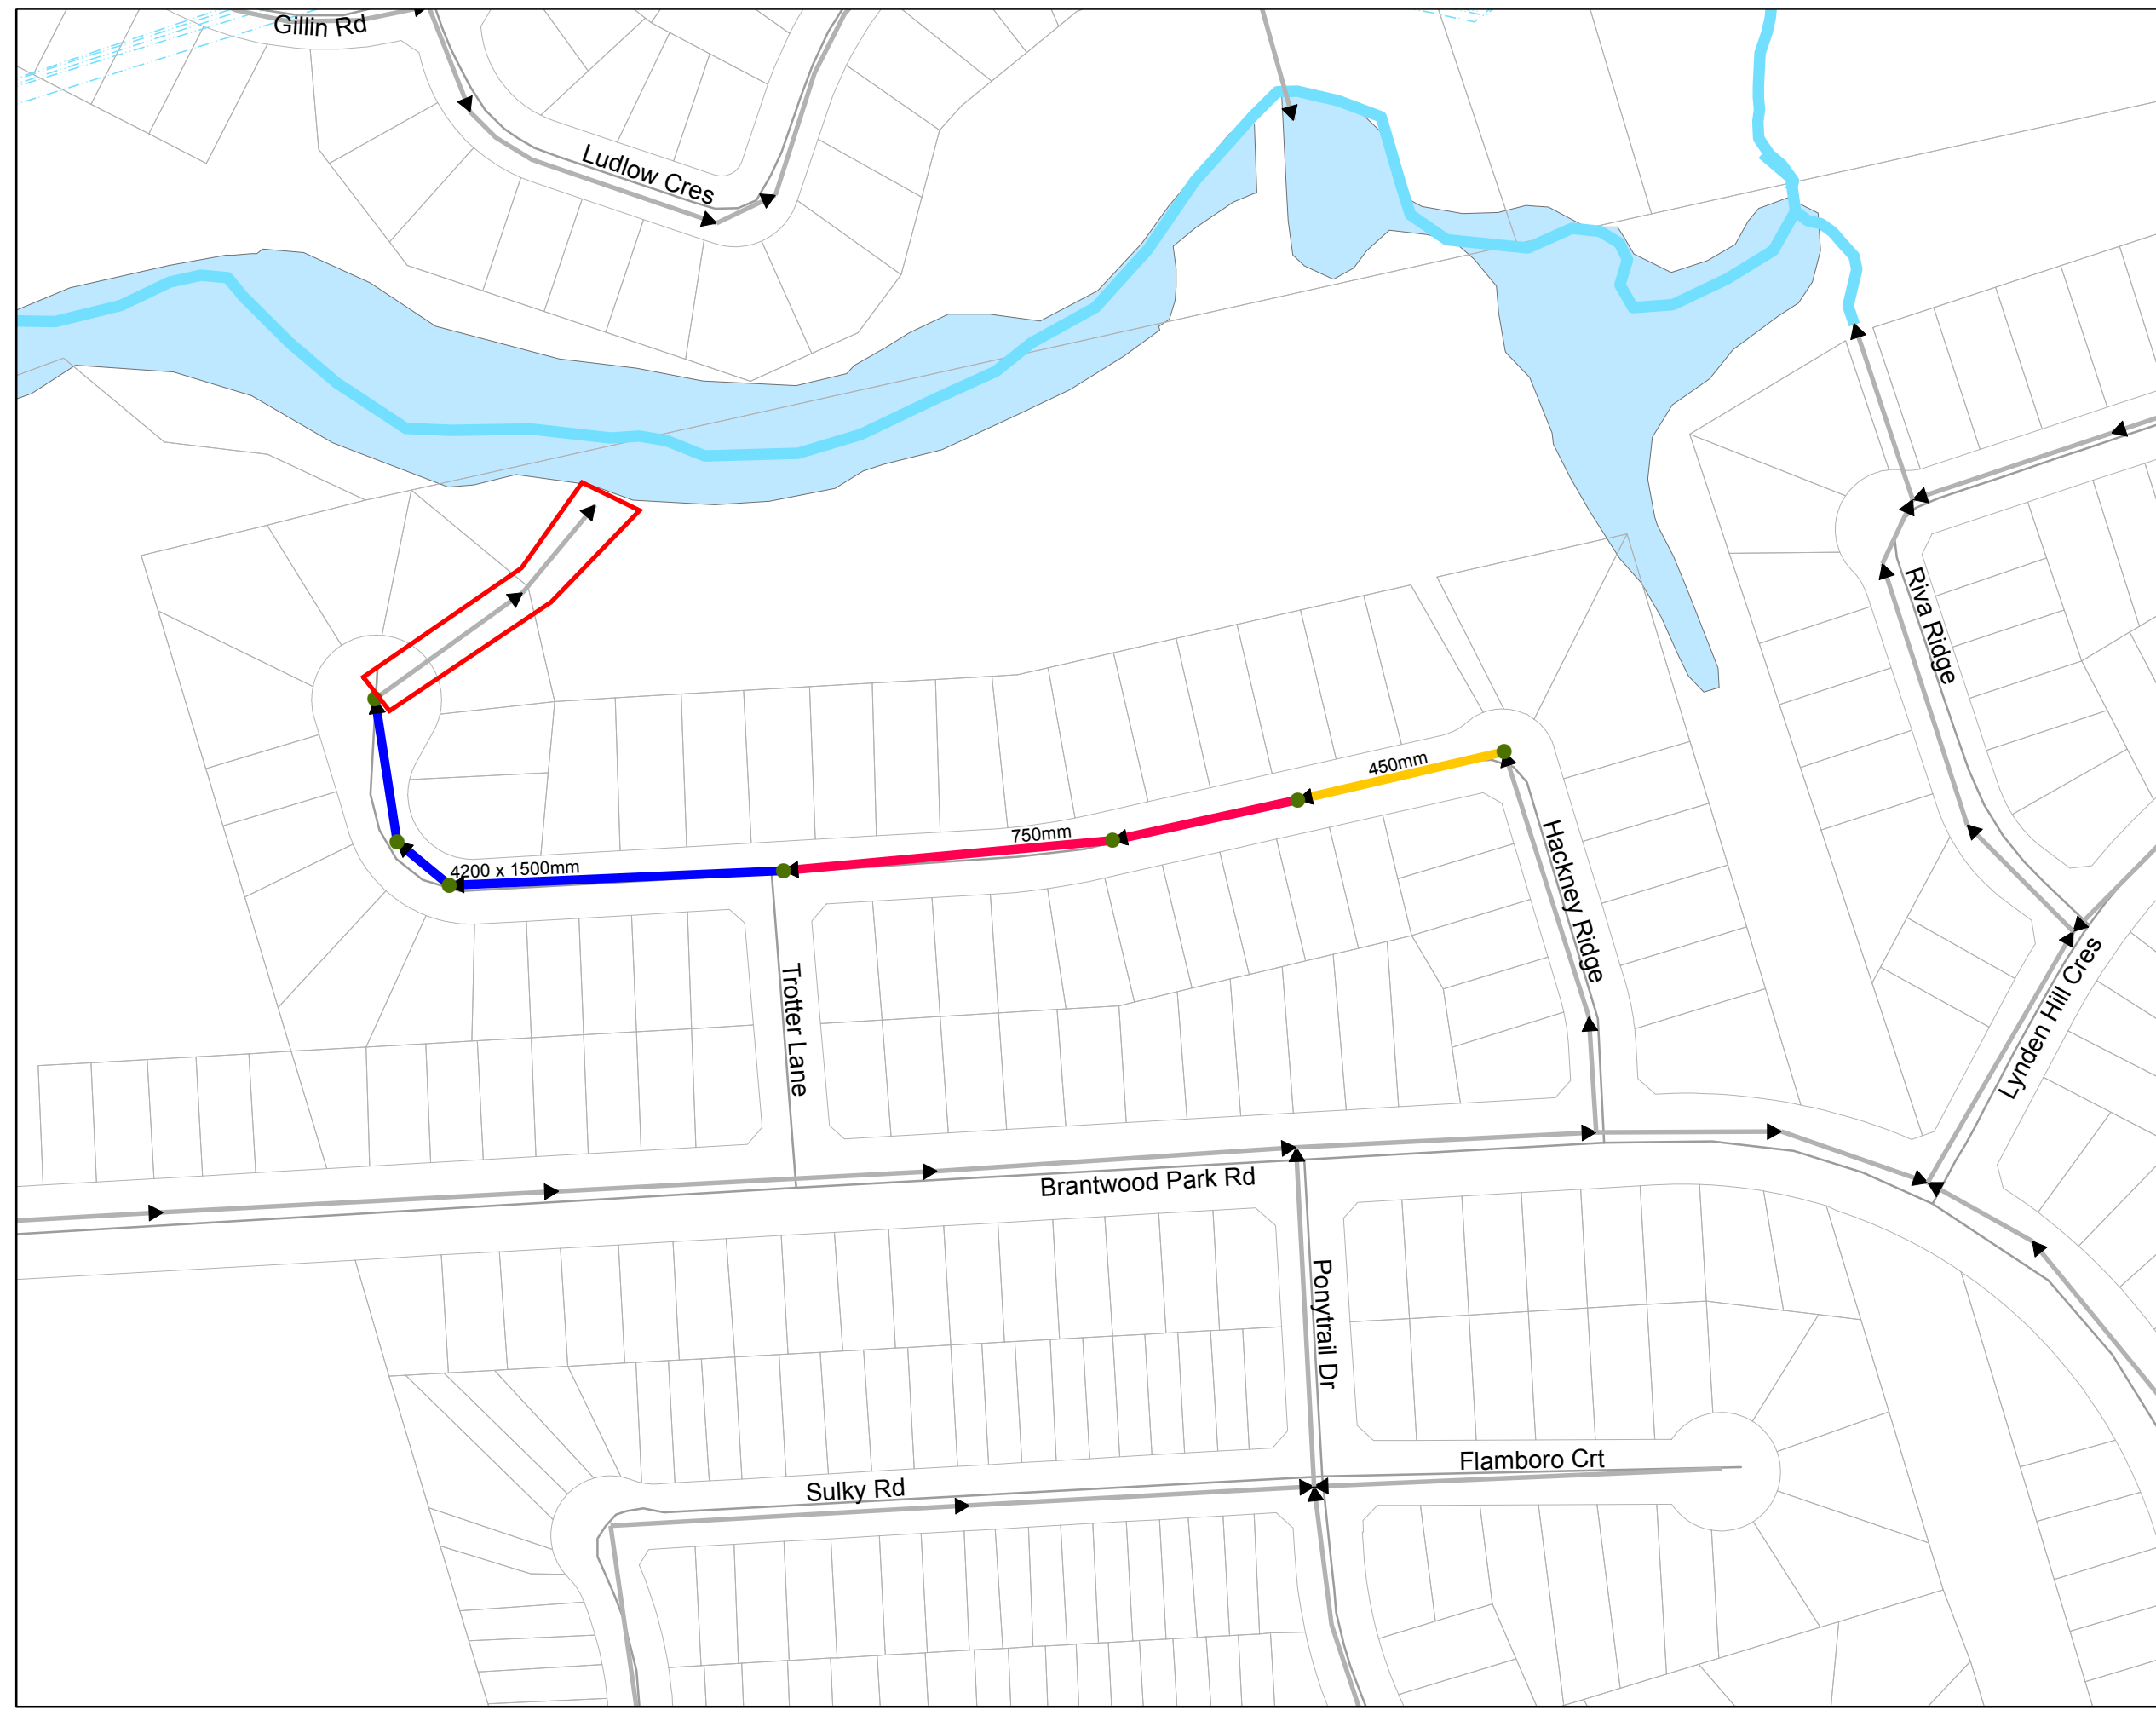 Gillin Rd
Ludlow Cres
Riva Ridge
450mm
750mm
4200 x 1500mm
Hackney Ridge
Lynden Hill Cres
Trotter Lane
Brantwood Park Rd
Ponytrail Dr
Flamboro Crt
Sulky Rd